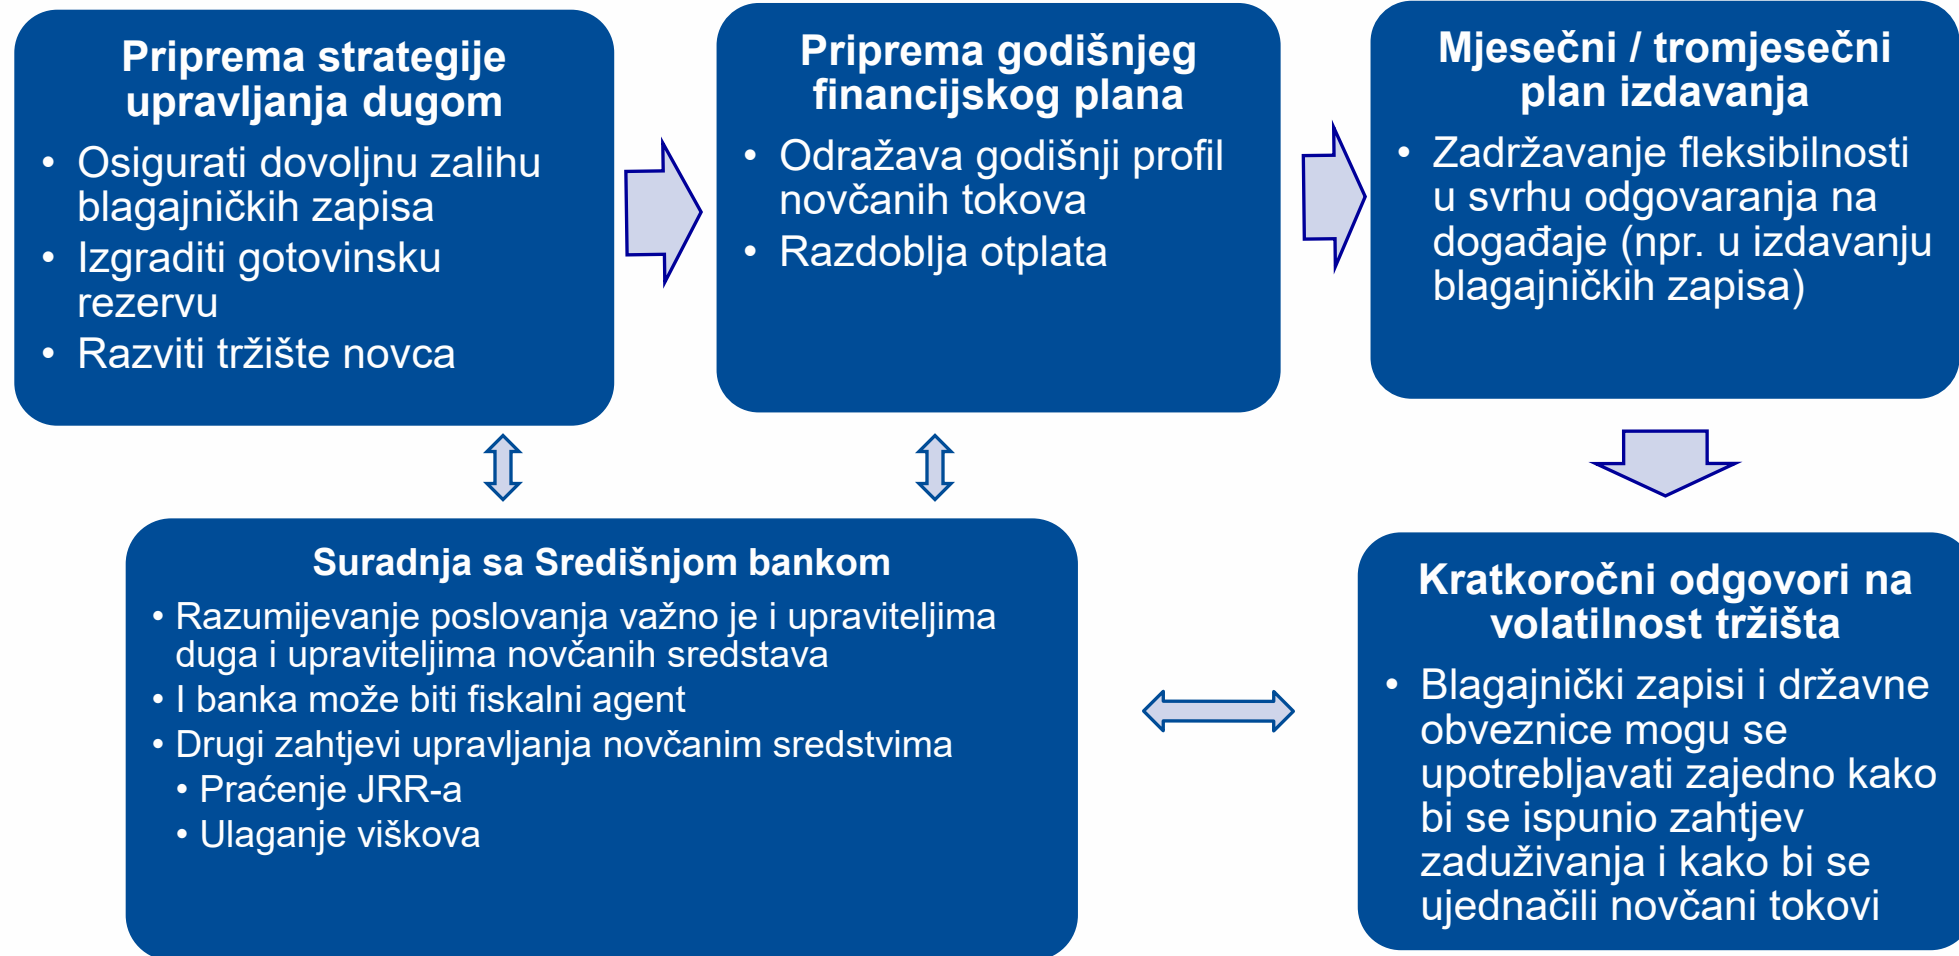 Priprema strategije
upravljanja dugom
• Osigurati dovoljnu zalihu
blagajničkih zapisa
• Izgraditi gotovinsku
rezervu
• Razviti tržište novca
Priprema godišnjeg
financijskog plana
• Odražava godišnji profil
novčanih tokova
• Razdoblja otplata
Mjesečni / tromjesečni
plan izdavanja
• Zadržavanje fleksibilnosti
u svrhu odgovaranja na
događaje (npr. u izdavanju
blagajničkih zapisa)
Suradnja sa Središnjom bankom
• Razumijevanje poslovanja važno je i upraviteljima
duga i upraviteljima novčanih sredstava
• I banka može biti fiskalni agent
• Drugi zahtjevi upravljanja novčanim sredstvima
• Praćenje JRR-a
• Ulaganje viškova
Kratkoročni odgovori na
volatilnost tržišta
• Blagajnički zapisi i državne
obveznice mogu se
upotrebljavati zajedno kako
bi se ispunio zahtjev
zaduživanja i kako bi se
ujednačili novčani tokovi